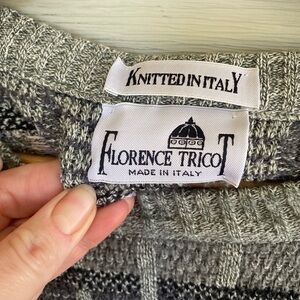 KNITTED IN ITALY
FLORENCE TRICOT
MADE IN ITALY